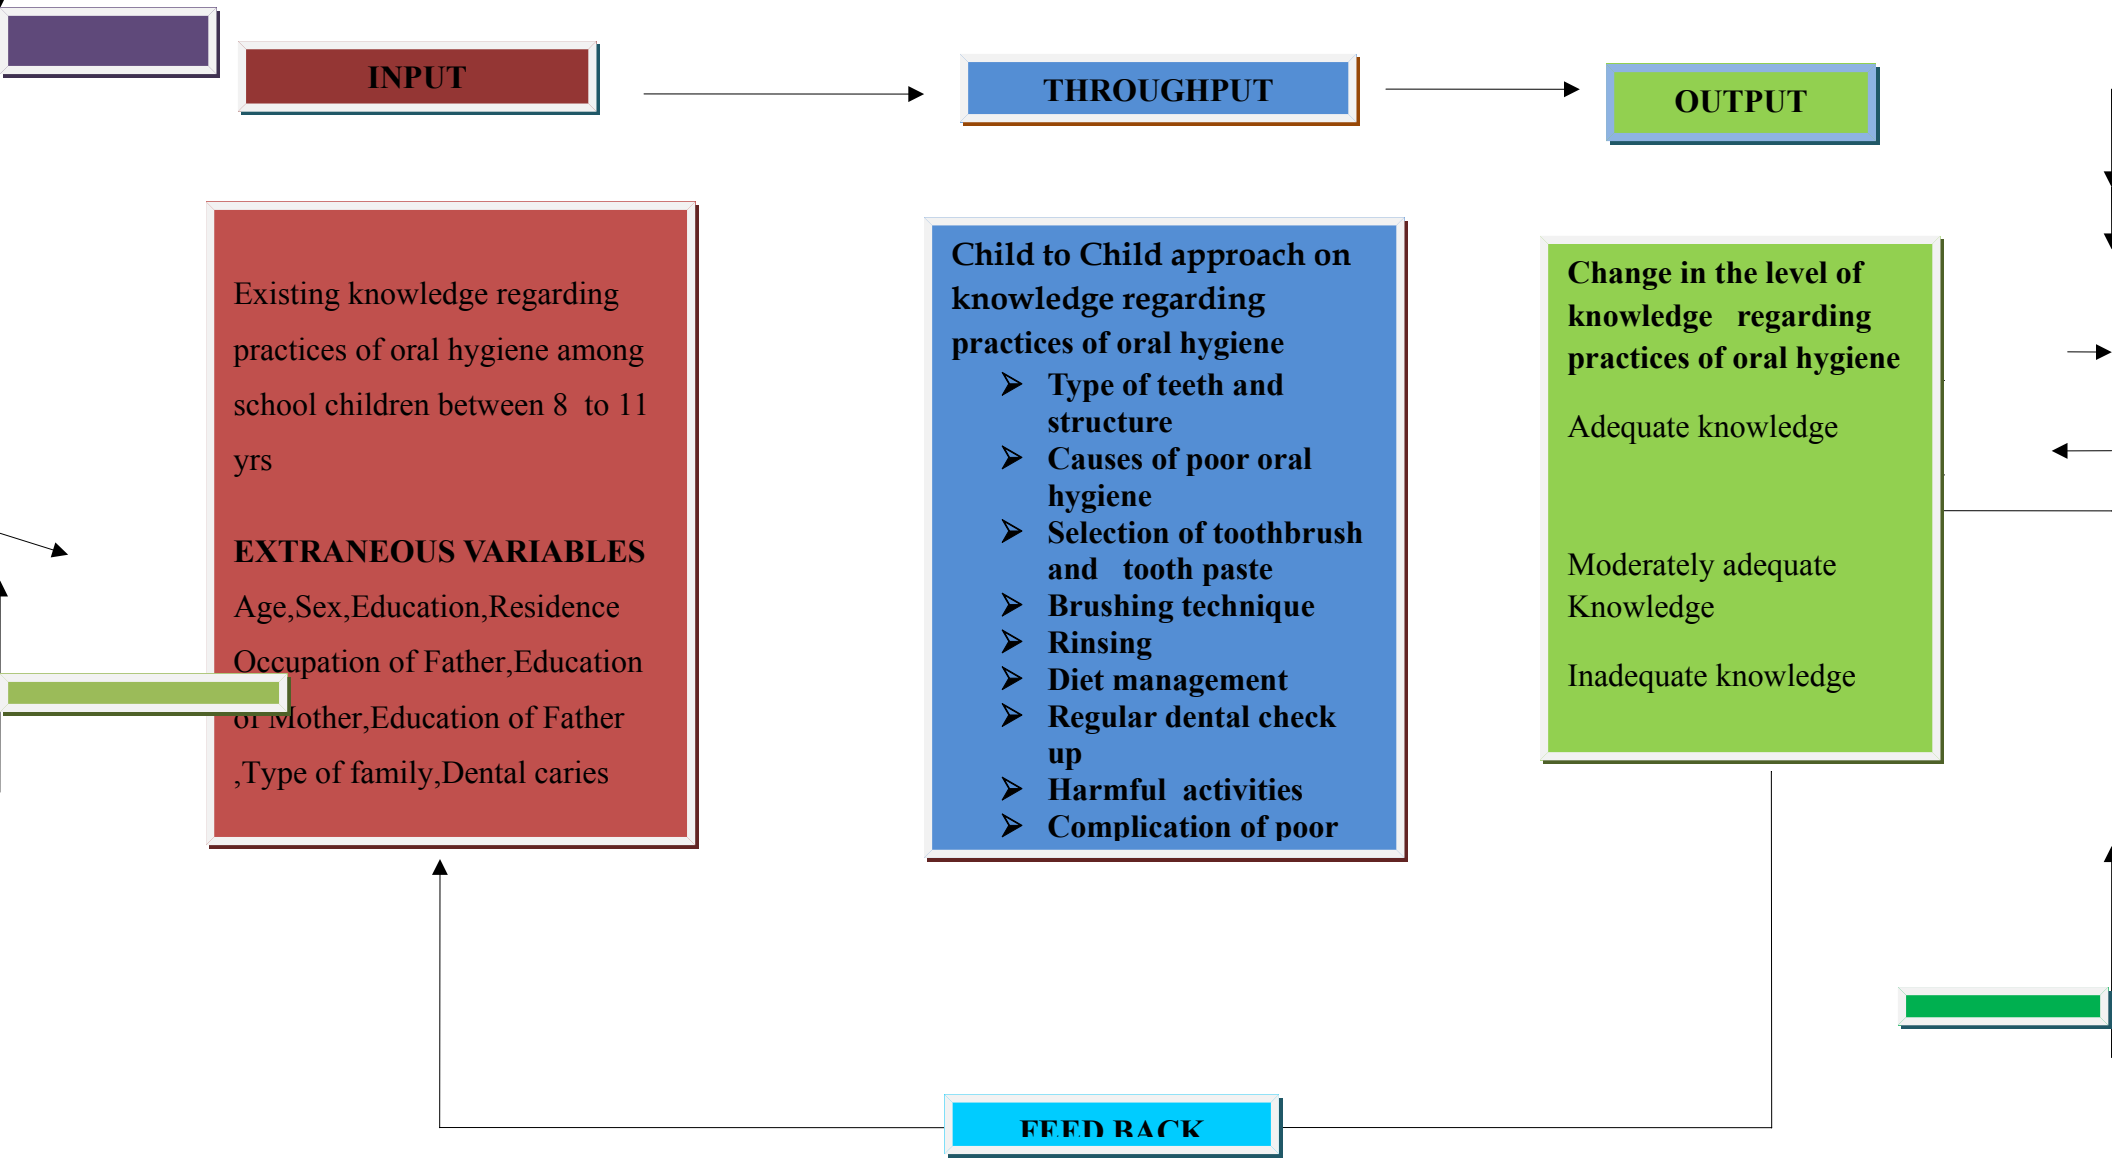 INPUT
THROUGHPUT
OUTPUT
Existing knowledge regarding
practices of oral hygiene among
school children between 8  to 11
yrs
EXTRANEOUS VARIABLES
Age,Sex,Education,Residence
Occupation of Father,Education
of Mother,Education of Father
,Type of family,Dental caries
Child to Child approach on
knowledge regarding
practices of oral hygiene
➢ Type of teeth and
structure
➢ Causes of poor oral
hygiene
➢ Selection of toothbrush
and   tooth paste
➢ Brushing technique
➢ Rinsing
➢ Diet management
➢ Regular dental check
up
➢ Harmful  activities
➢ Complication of poor
Change in the level of
knowledge   regarding
practices of oral hygiene
Adequate knowledge
Moderately adequate
Knowledge
Inadequate knowledge
FEED BACK